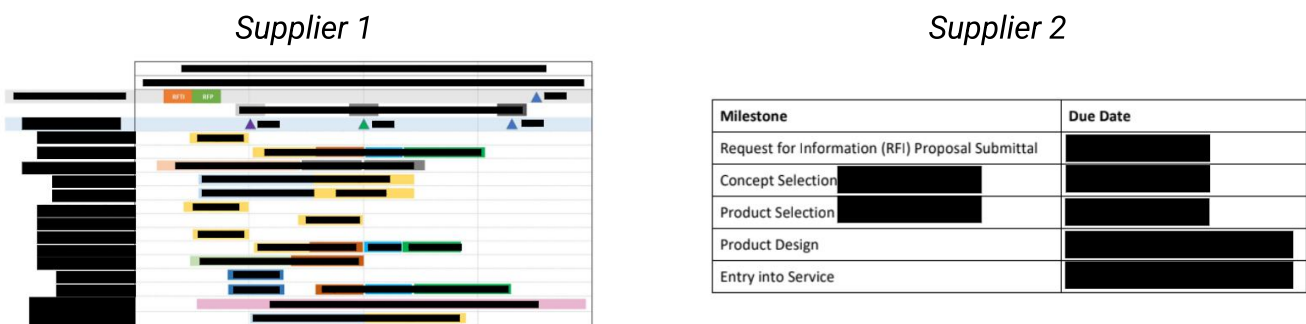 Supplier 1
Supplier 2
RFP
Milestone Due Date
Request for Information (RFI) Proposal Submittal
Concept Selection
Product Selection
Product Design
Entry into Service